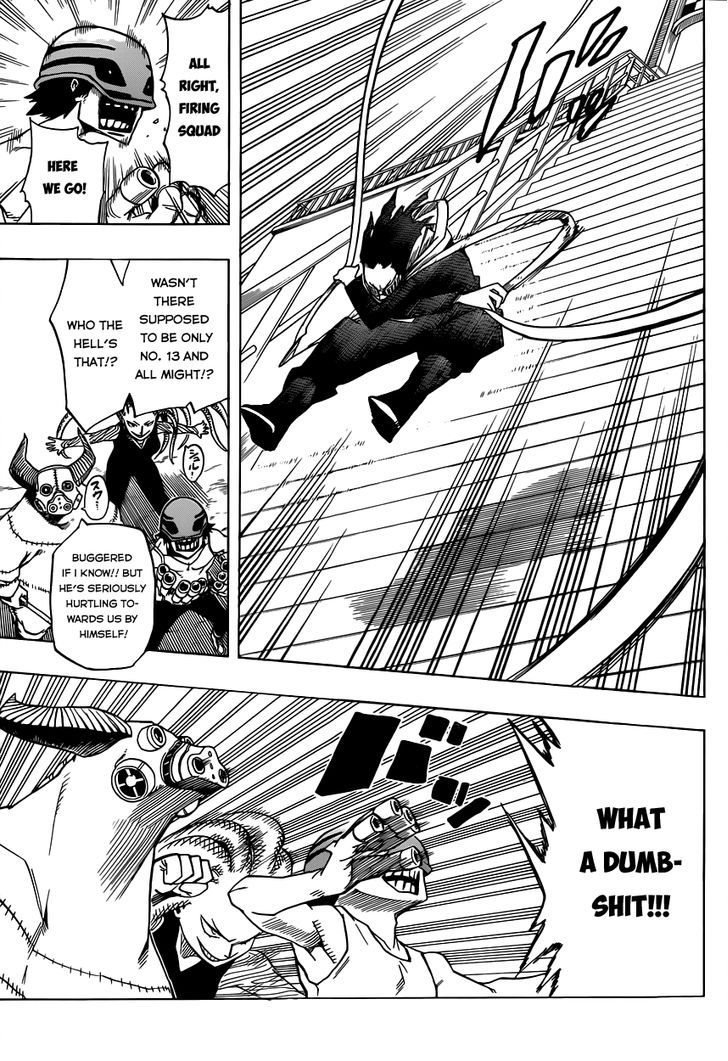 ALL
RIGHT,
FIRING
SQUAD
HERE
WE GO!
WASN'T
THERE
SUPPOSED
TO BE ONLY
NO. 13 AND
ALL MIGHT!?
WHO THE
HELL'S
THAT!?
BUGGERED
IF I KNOW!! BUT
HE'S SERIOUSLY
HURTLING TO-
WARDS US BY
HIMSELF!
WHAT
A DUMB-
SHIT!!!